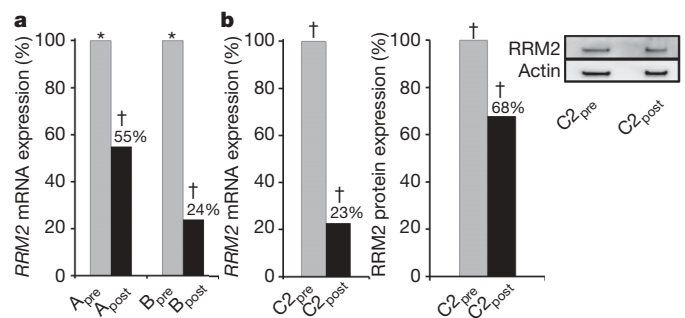 a
RRM2 mRNA expression (%)
100
80
60
40
20
0
*
†
55%
*
†
24%
Apre
Apost
Bpre
Bpost
b
RRM2 mRNA expression (%)
100
80
60
40
20
0
†
†
23%
C2pre
C2post
RRM2 protein expression (%)
100
80
60
40
20
0
†
†
68%
C2pre
C2post
RRM2
Actin
C2pre
C2post